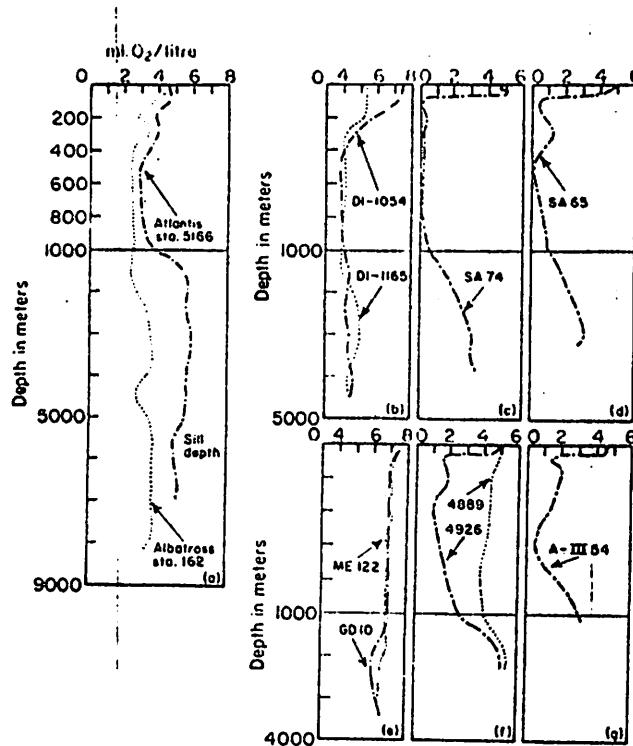 ml. O2/litra
0 2 4 6 8
200
400
600
800
1000
5000
9000
Depth in meters
Atlantis
sta. 5166
Sill
depth
Albatross
sta. 162
(a)
0 4 6 8
0 3 6
0 2 4 6
Depth in meters
1000
5000
DI-1054
DI-1165
(b)
SA 74
(c)
SA 65
(d)
0 4 6 8
0 2 4 6
0 2 4 6
Depth in meters
1000
4000
ME 122
GD10
(e)
4889
4926
(f)
A-III 84
(g)